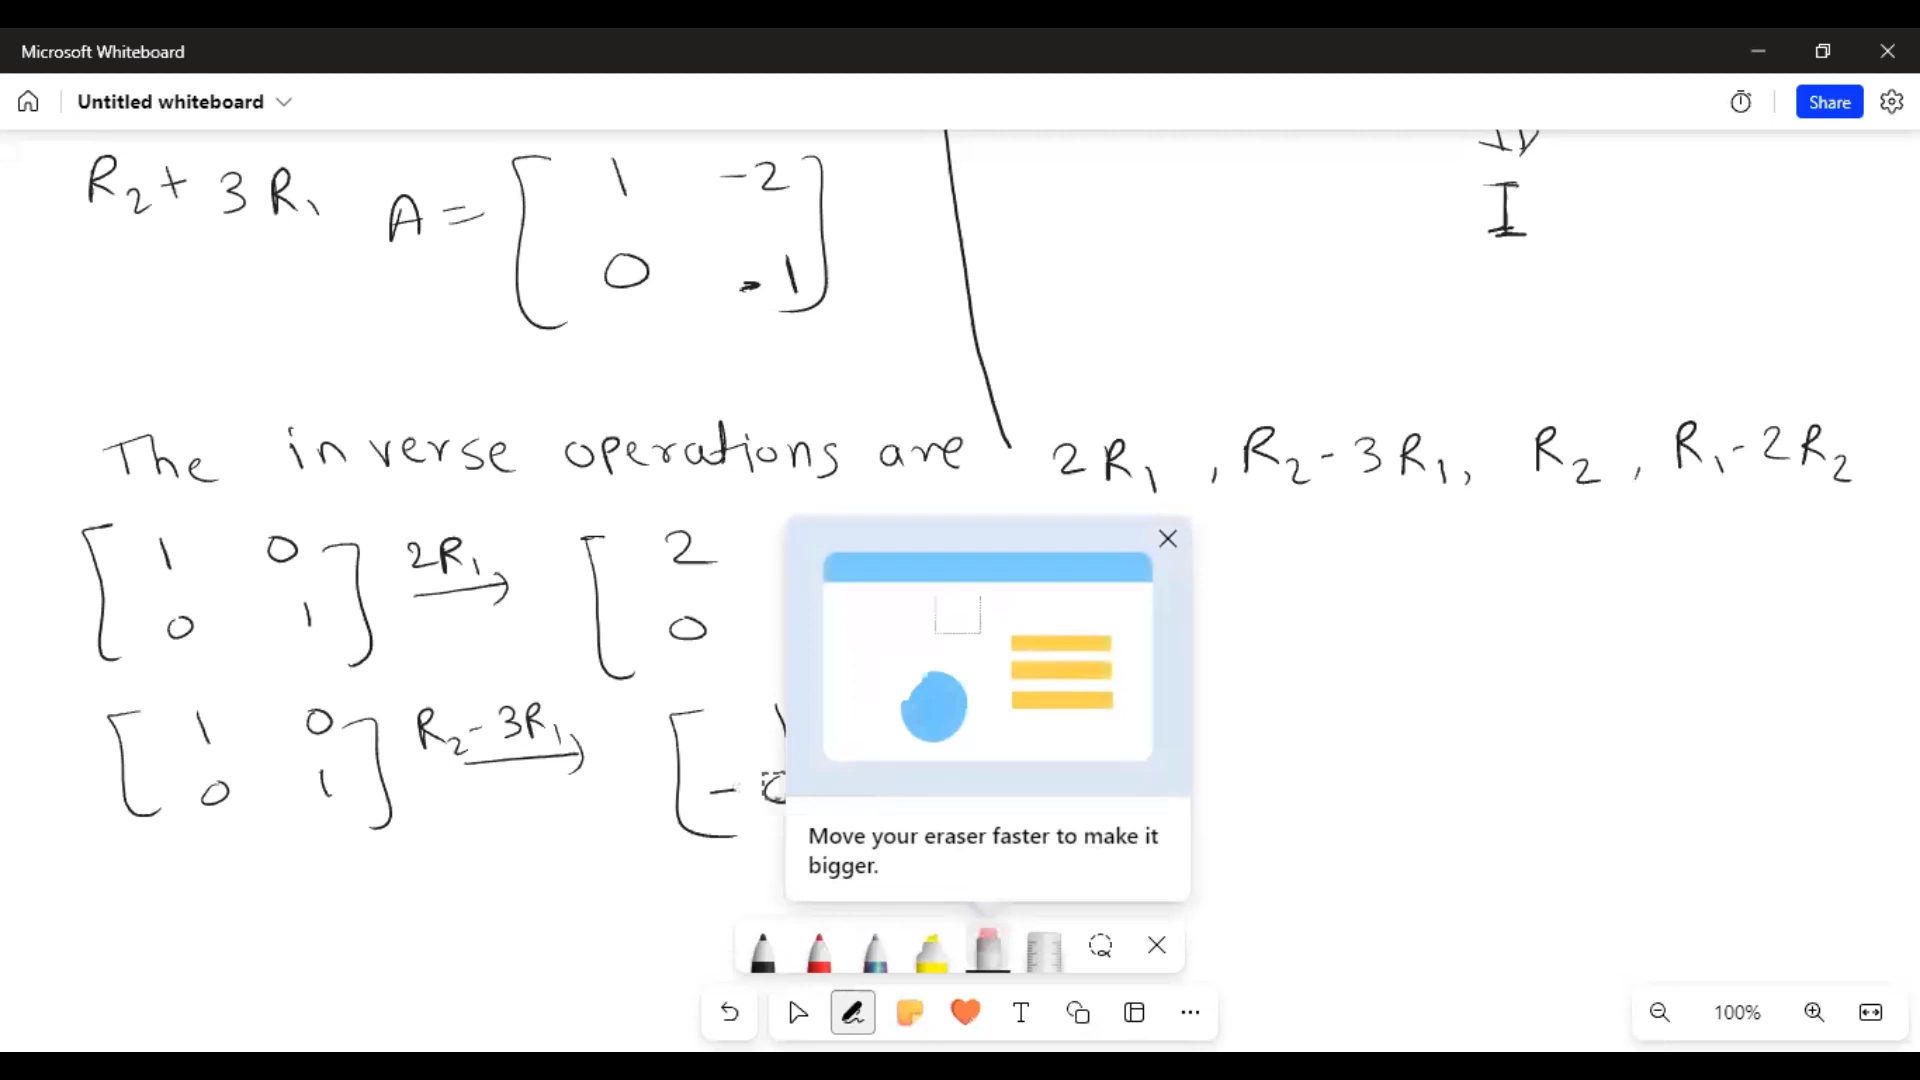 Microsoft Whiteboard
Untitled whiteboard
Share
R2 + 3R1 A = [ 1 -2
0 -1 ]
I
The inverse operations are 2R1 , R2 - 3R1, R2 , R1 - 2R2
[ 1 0
0 1 ] 2R1 → [ 2
0
[ 1 0
0 1 ] R2 - 3R1 → [ 1
- 0
Move your eraser faster to make it
bigger.
100%